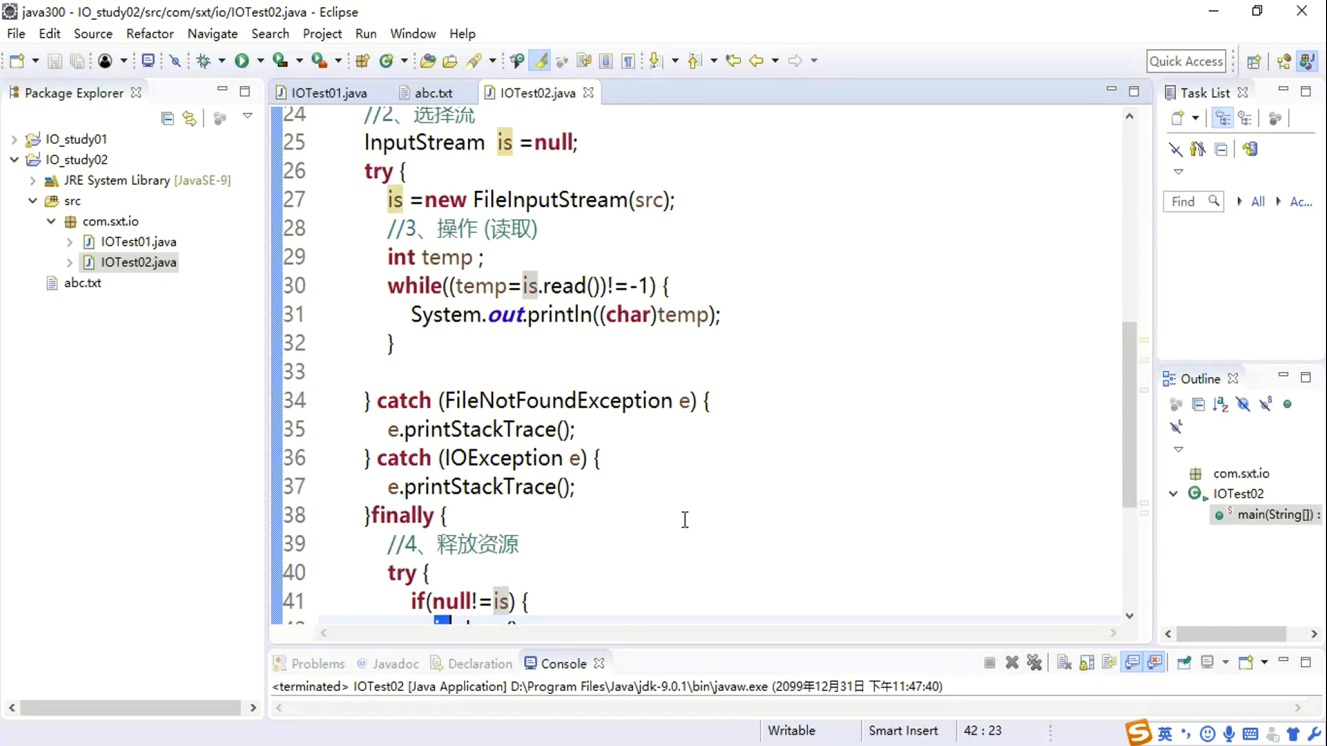 java300 - IO_study02/src/com/sxt/io/IOTest02.java - Eclipse
File Edit Source Refactor Navigate Search Project Run Window Help
Quick Access
Package Explorer
IOTest01.java abc.txt IOTest02.java
Task List
IO_study01
IO_study02
JRE System Library [JavaSE-9]
src
com.sxt.io
IOTest01.java
IOTest02.java
abc.txt
24 //2、选择流
25 InputStream is =null;
26 try {
27 is =new FileInputStream(src);
28 //3、操作 (读取)
29 int temp ;
30 while((temp=is.read())!=-1) {
31 System.out.println((char)temp);
32 }
33
34 } catch (FileNotFoundException e) {
35 e.printStackTrace();
36 } catch (IOException e) {
37 e.printStackTrace();
38 }finally {
39 //4、释放资源
40 try {
41 if(null!=is) {
Find All Ac...
Outline
com.sxt.io
IOTest02
main(String[]) :
Problems Javadoc Declaration Console
<terminated> IOTest02 [Java Application] D:\Program Files\Java\jdk-9.0.1\bin\javaw.exe (2099年12月31日 下午11:47:40)
Writable Smart Insert 42 : 23
英